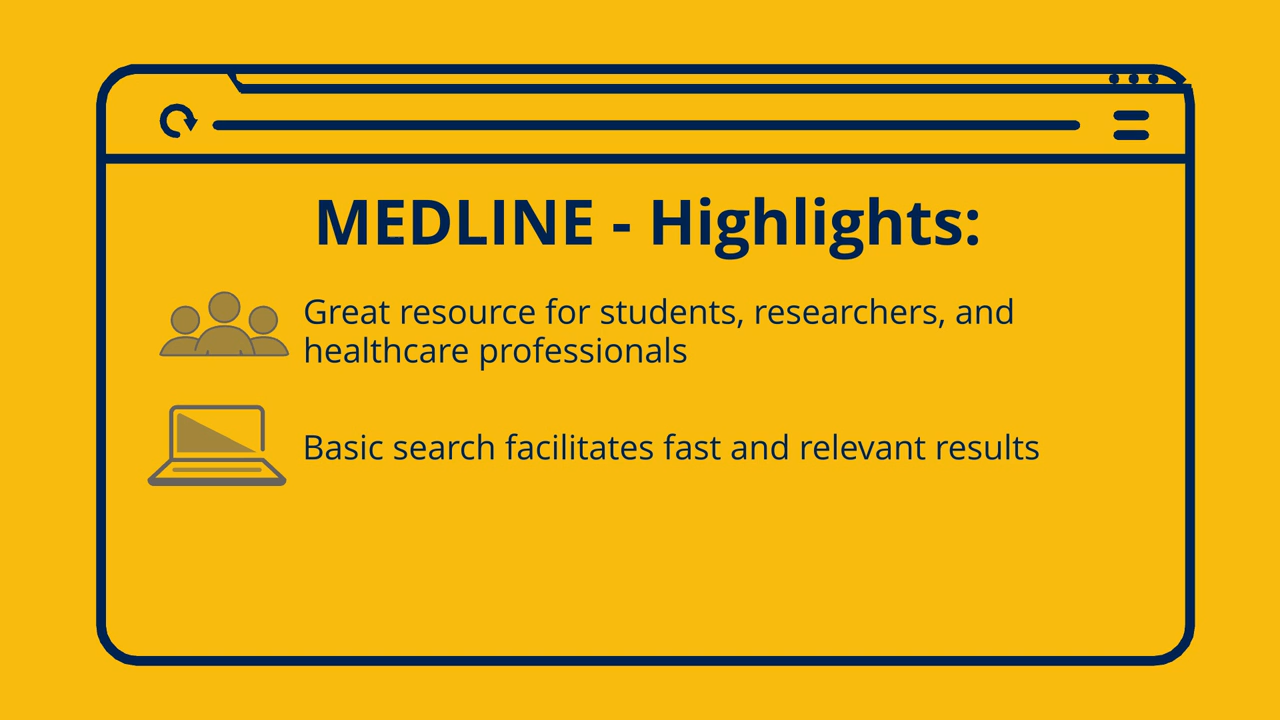 MEDLINE - Highlights:
Great resource for students, researchers, and
healthcare professionals
Basic search facilitates fast and relevant results